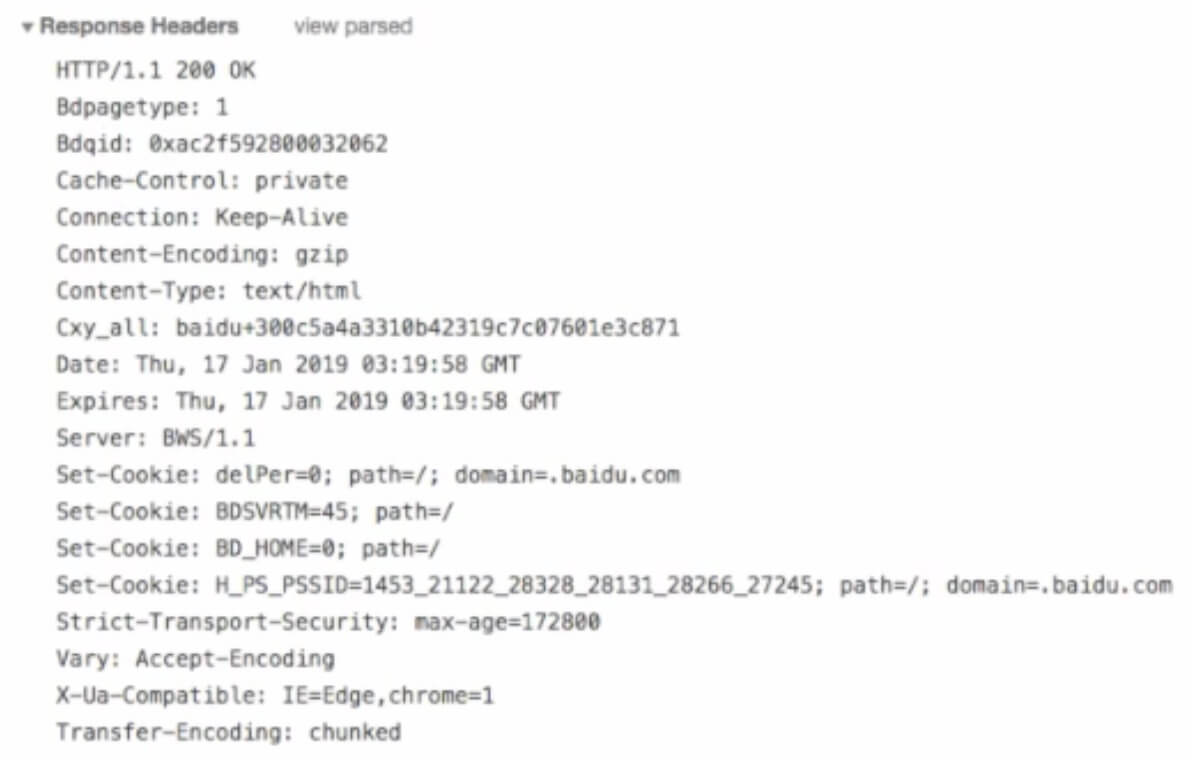 Response Headers view parsed
HTTP/1.1 200 OK
Bdpagetype: 1
Bdqid: 0xac2f592800032062
Cache-Control: private
Connection: Keep-Alive
Content-Encoding: gzip
Content-Type: text/html
Cxy_all: baidu+300c5a4a3310b42319c7c07601e3c871
Date: Thu, 17 Jan 2019 03:19:58 GMT
Expires: Thu, 17 Jan 2019 03:19:58 GMT
Server: BWS/1.1
Set-Cookie: delPer=0; path=/; domain=.baidu.com
Set-Cookie: BDSVRTM=45; path=/
Set-Cookie: BD_HOME=0; path=/
Set-Cookie: H_PS_PSSID=1453_21122_28328_28131_28266_27245; path=/; domain=.baidu.com
Strict-Transport-Security: max-age=172800
Vary: Accept-Encoding
X-Ua-Compatible: IE=Edge,chrome=1
Transfer-Encoding: chunked